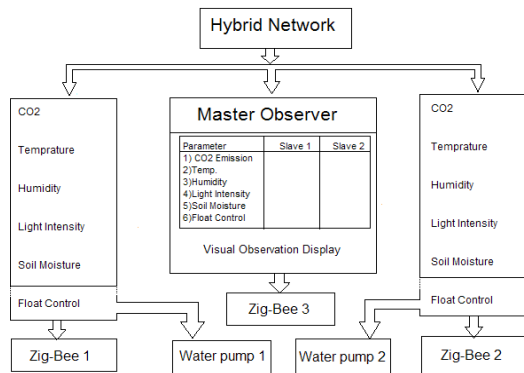 Hybrid Network
CO2
Temprature
Humidity
Light Intensity
Soil Moisture
Float Control
Zig-Bee 1
Water pump 1
Master Observer
Parameter Slave 1 Slave 2
1) CO2 Emission
2)Temp.
3)Humidity
4)Light Intensity
5)Soil Moisture
6)Float Control
Visual Observation Display
Zig-Bee 3
CO2
Temprature
Humidity
Light Intensity
Soil Moisture
Float Control
Water pump 2
Zig-Bee 2